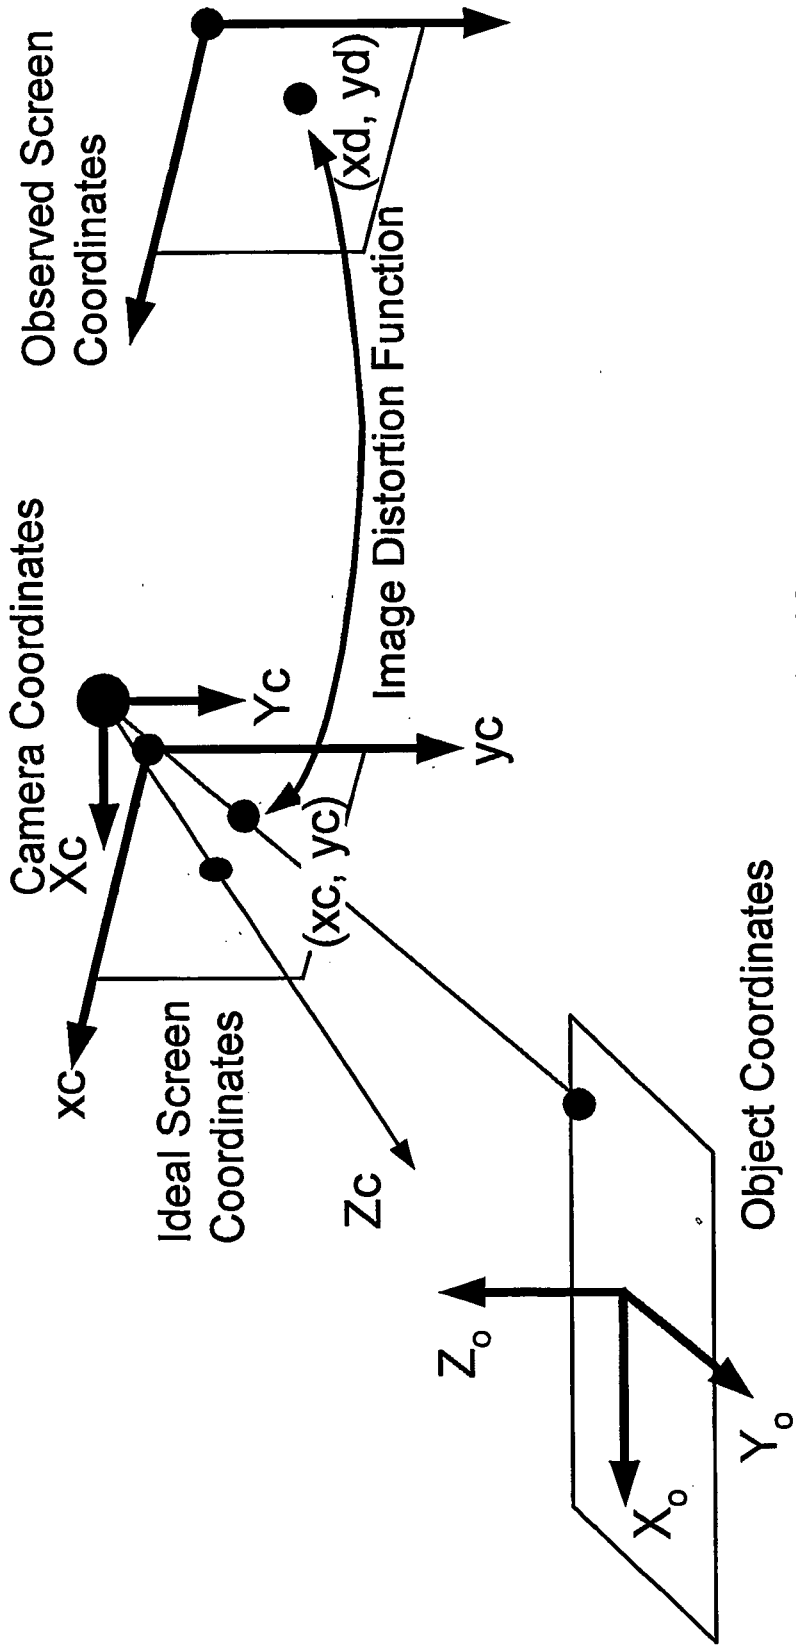 Camera Coordinates
Xc
Yc
xc
yc
(xc, yc)
Ideal Screen
Coordinates
Zc
Observed Screen
Coordinates
(xd, yd)
Image Distortion Function
Zo
Xo
Yo
Object Coordinates